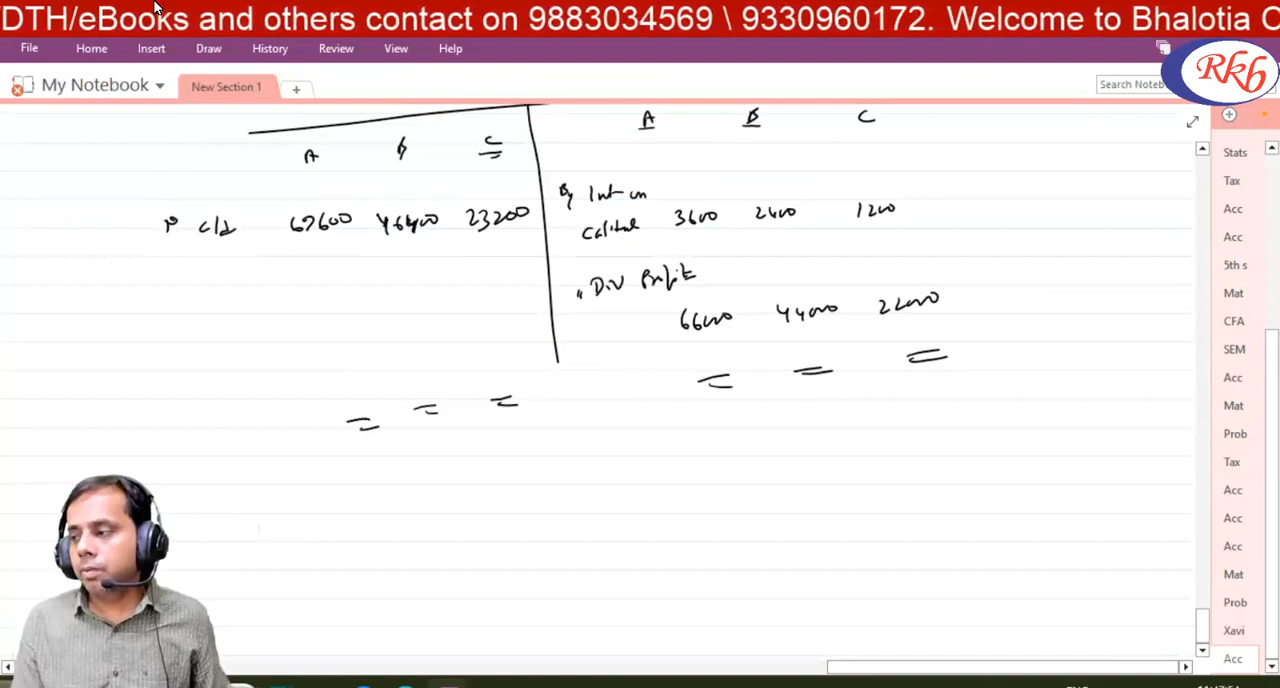 /DTH/eBooks and others contact on 9883034569 \ 9330960172. Welcome to Bhalotia C
File Home Insert Draw History Review View Help
Rkb
My Notebook
New Section 1
+
Search Noteb
A B C
A B C
By Int on
Capital 3600 2400 1200
To C/d 69600 46400 23200
" Div Profit
66000 44000 22000
Stats
Tax
Acc
Acc
5th s
Mat
CFA
SEM
Acc
Mat
Prob
Tax
Acc
Acc
Acc
Mat
Prob
Xavi
Acc